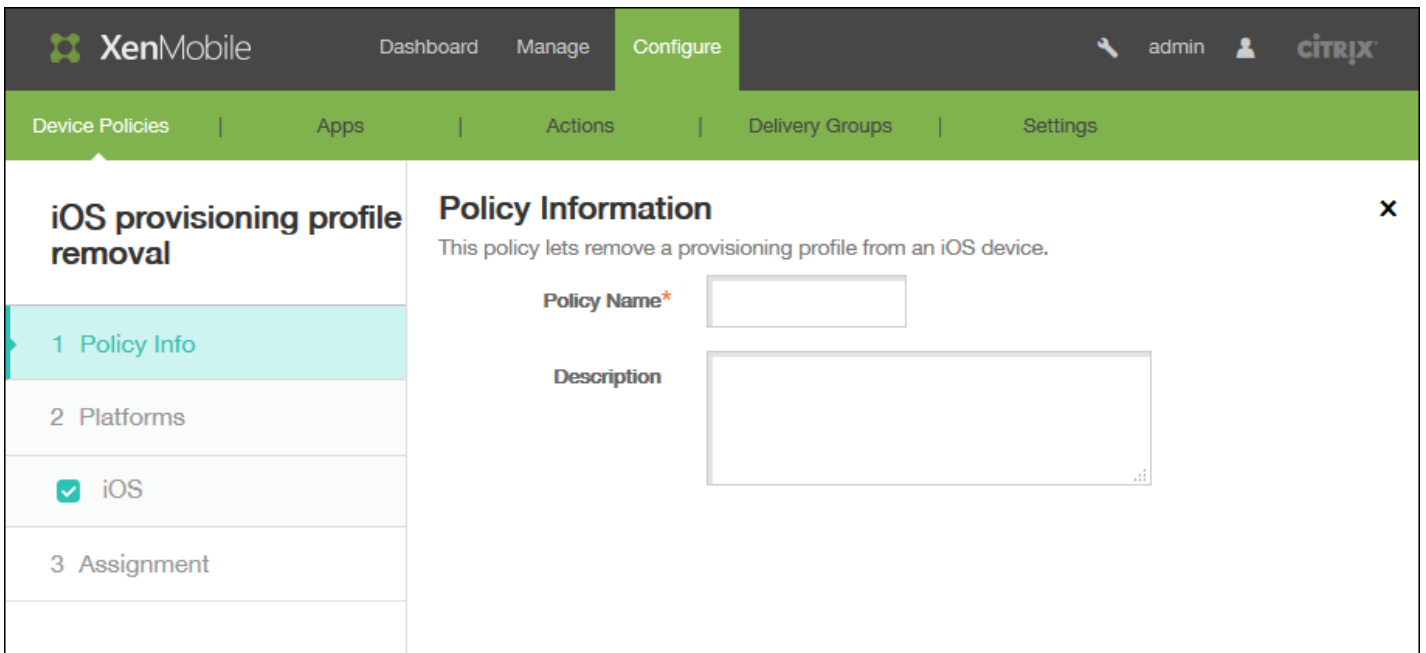 XenMobile Dashboard Manage Configure admin CITRIX
Device Policies | Apps | Actions | Delivery Groups | Settings
iOS provisioning profile
removal
1 Policy Info
2 Platforms
iOS
3 Assignment
Policy Information
This policy lets remove a provisioning profile from an iOS device.
Policy Name*
Description